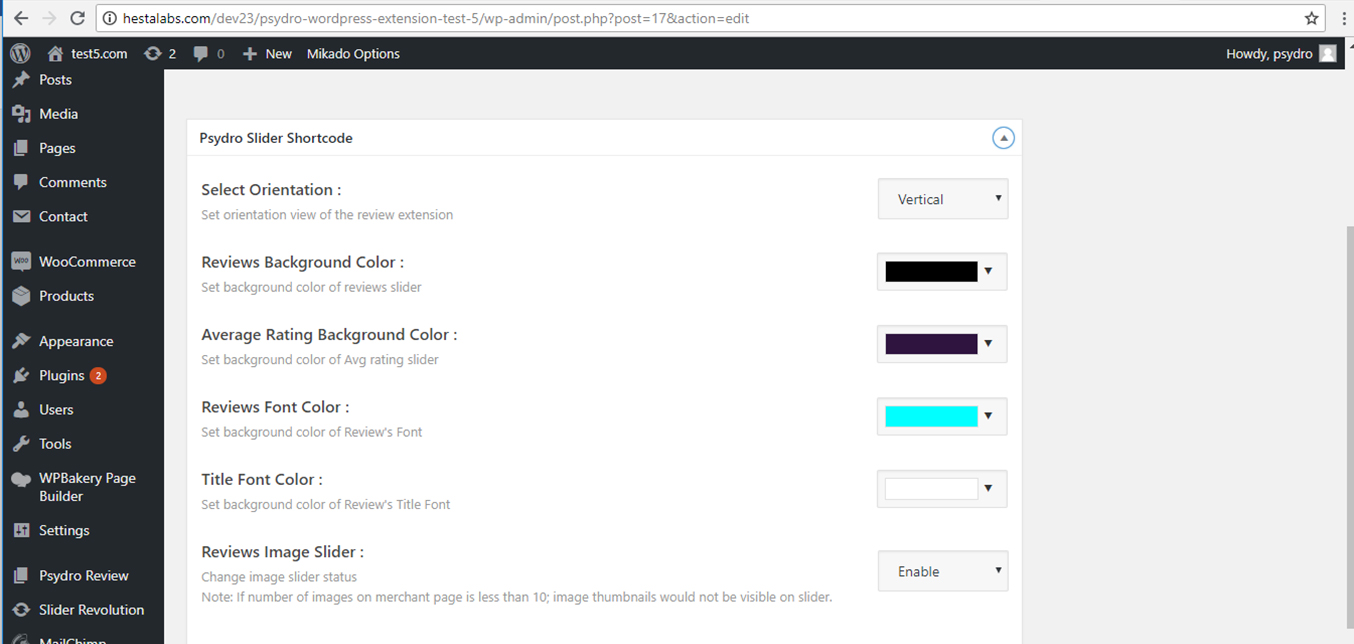 hestalabs.com/dev23/psydro-wordpress-extension-test-5/wp-admin/post.php?post=17&action=edit
test5.com 2 0 New Mikado Options Howdy, psydro
Posts
Media
Pages
Comments
Contact
WOO WooCommerce
Products
Appearance
Plugins 2
Users
Tools
WPBakery Page
Builder
Settings
Psydro Review
Slider Revolution
MailChimp
Psydro Slider Shortcode
Select Orientation :
Set orientation view of the review extension
Vertical
Reviews Background Color :
Set background color of reviews slider
Average Rating Background Color :
Set background color of Avg rating slider
Reviews Font Color :
Set background color of Review's Font
Title Font Color :
Set background color of Review's Title Font
Reviews Image Slider :
Change image slider status
Note: If number of images on merchant page is less than 10; image thumbnails would not be visible on slider.
Enable